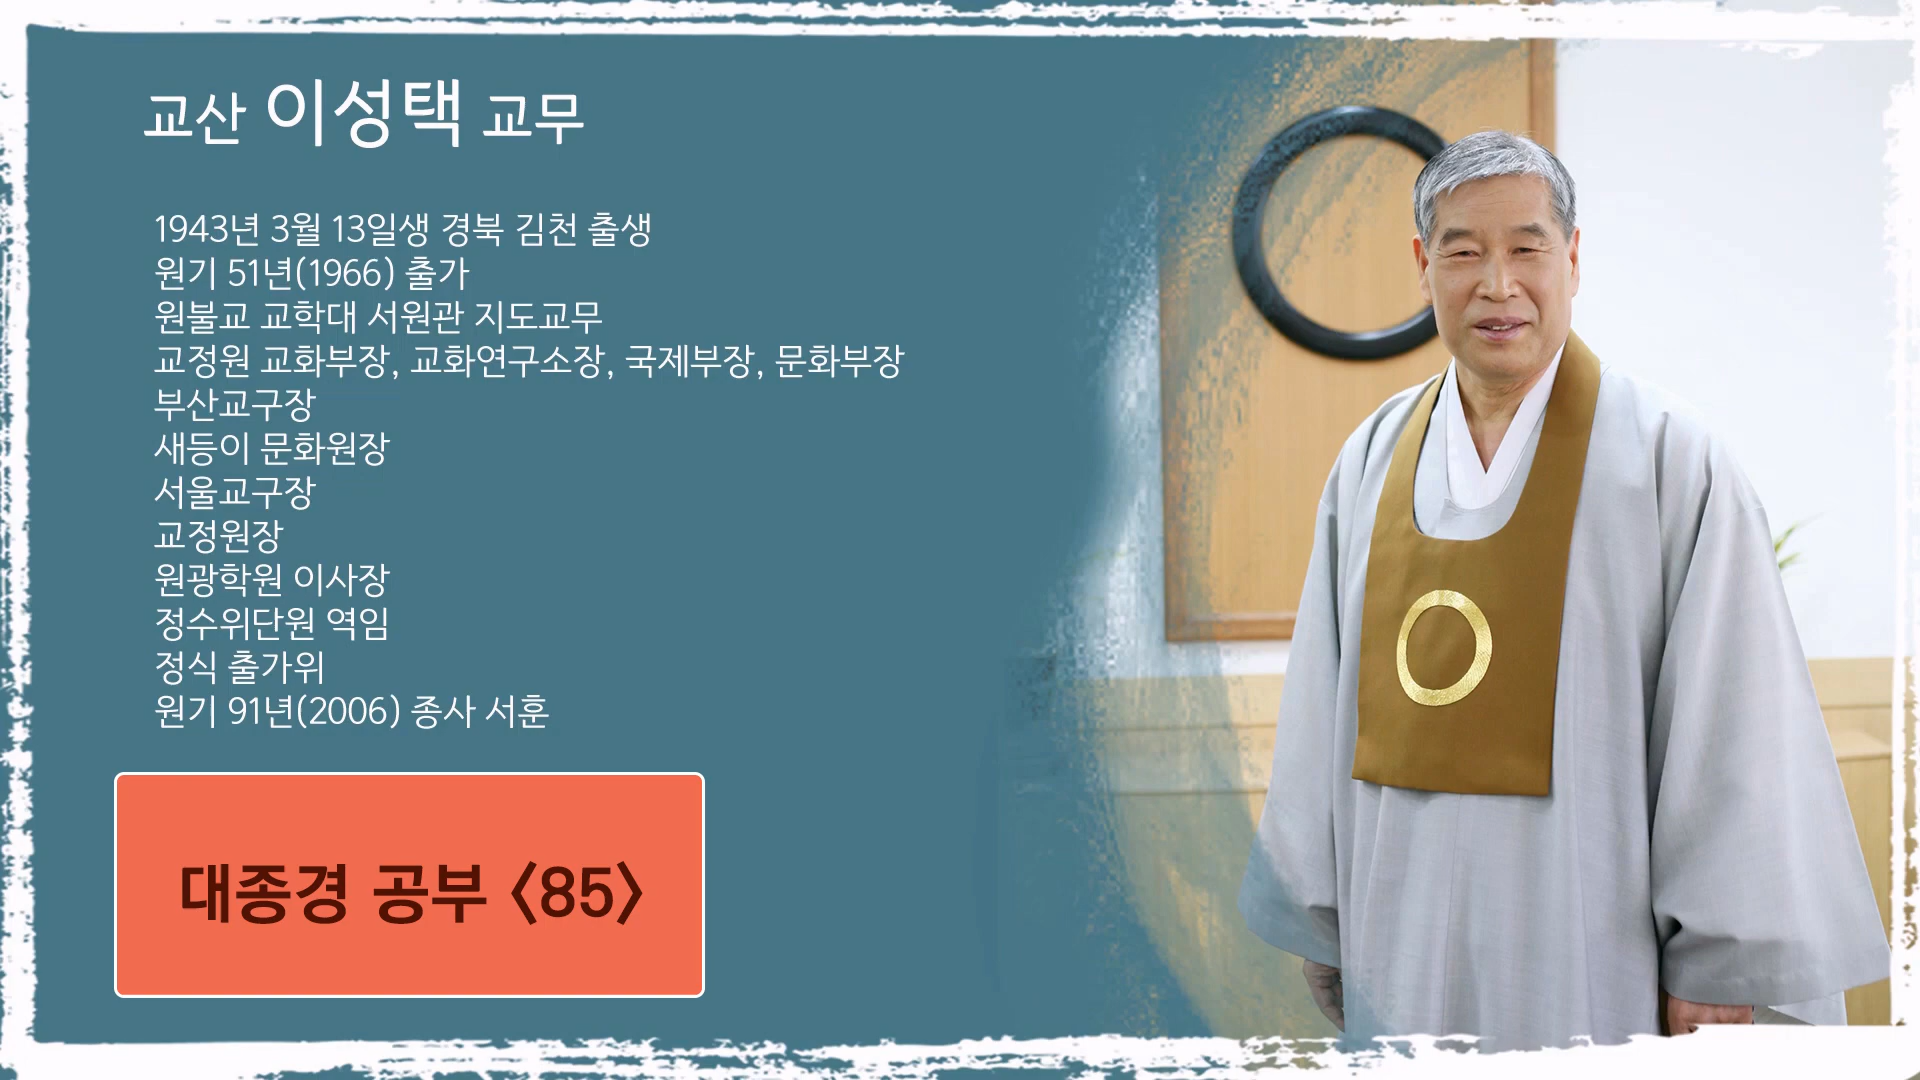 교산 이성택 교무
1943년 3월 13일생 경북 김천 출생
원기 51년(1966) 출가
원불교 교학대 서원관 지도교무
교정원 교화부장, 교화연구소장, 국제부장, 문화부장
부산교구장
새등이 문화원장
서울교구장
교정원장
원광학원 이사장
정수위단원 역임
정식 출가위
원기 91년(2006) 종사 서훈
대종경 공부 <85>